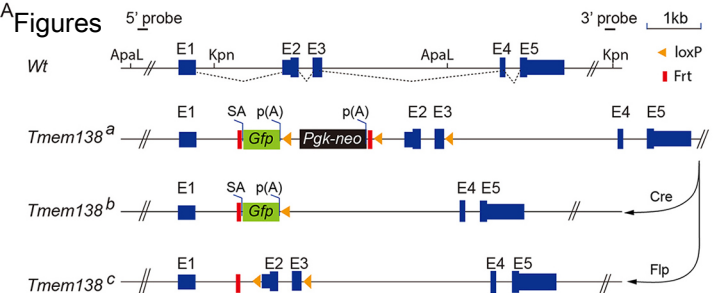 A Figures
5' probe 3' probe 1kb
ApaL Kpn ApaL Kpn
E1 E2 E3 E4 E5
Wt
loxP
Frt
E1 SA p(A) p(A) E2 E3 E4 E5
Tmem138a Gfp Pgk-neo
E1 SA p(A) E4 E5 Cre
Tmem138b Gfp
E1 E2 E3 E4 E5 Flp
Tmem138c